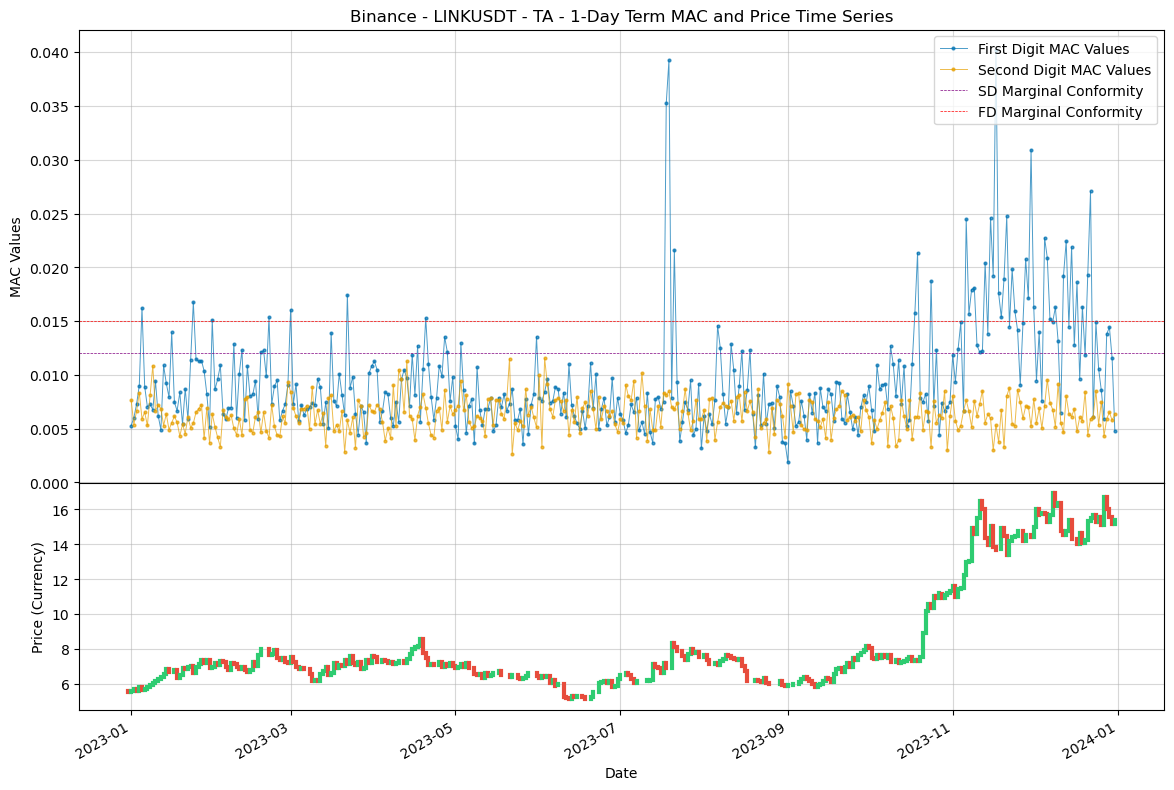 Binance - LINKUSDT - TA - 1-Day Term MAC and Price Time Series
First Digit MAC Values
Second Digit MAC Values
SD Marginal Conformity
FD Marginal Conformity
MAC Values
0.040
0.035
0.030
0.025
0.020
0.015
0.010
0.005
0.000
Price (Currency)
16
14
12
10
8
6
2023-01
2023-03
2023-05
2023-07
2023-09
2023-11
2024-01
Date